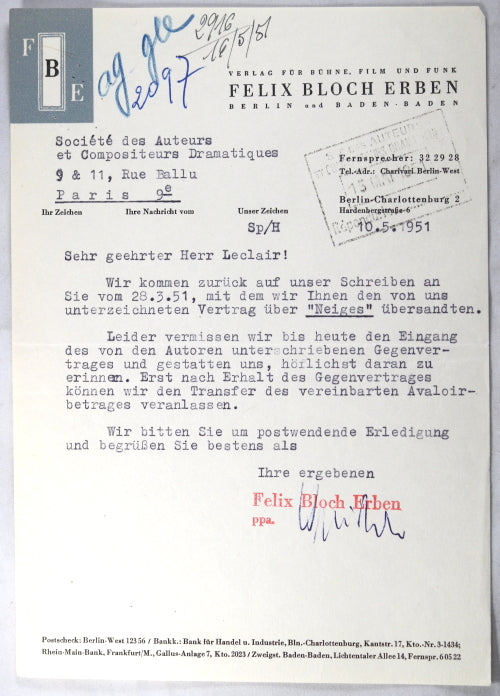 F B E
ag. gle
2097
2916
16/5/51
VERLAG FÜR BÜHNE, FILM UND FUNK
FELIX BLOCH ERBEN
BERLIN und BADEN-BADEN
Société des Auteurs
et Compositeurs Dramatiques
9 & 11, Rue Ballu
Paris 9e
Fernsprecher: 32 29 28
Tel.-Adr.: Charivari Berlin-West
Berlin-Charlottenburg 2
Hardenbergstraße 6
Ihr Zeichen Ihre Nachricht vom Unser Zeichen
Sp/H 10.5.1951
Sehr geehrter Herr Leclair!
Wir kommen zurück auf unser Schreiben an
Sie vom 28.3.51, mit dem wir Ihnen den von uns
unterzeichneten Vertrag über "Neiges" übersandten.
Leider vermissen wir bis heute den Eingang
des von den Autoren unterschriebenen Gegenver-
trages und gestatten uns, höflichst daran zu
erinnen. Erst nach Erhalt des Gegenvertrages
können wir den Transfer des vereinbarten Avaloir-
betrages veranlassen.
Wir bitten Sie um postwendende Erledigung
und begrüßen Sie bestens als
Ihre ergebenen
Felix Bloch Erben
ppa.
Postscheck: Berlin-West 123 56 / Bankk.: Bank für Handel u. Industrie, Bln.-Charlottenburg, Kantstr. 17, Kto.-Nr. 3-1434;
Rhein-Main-Bank, Frankfurt/M., Gallus-Anlage 7, Kto. 2023 / Zweigst. Baden-Baden, Lichtentaler Allee 14, Fernspr. 6 05 22